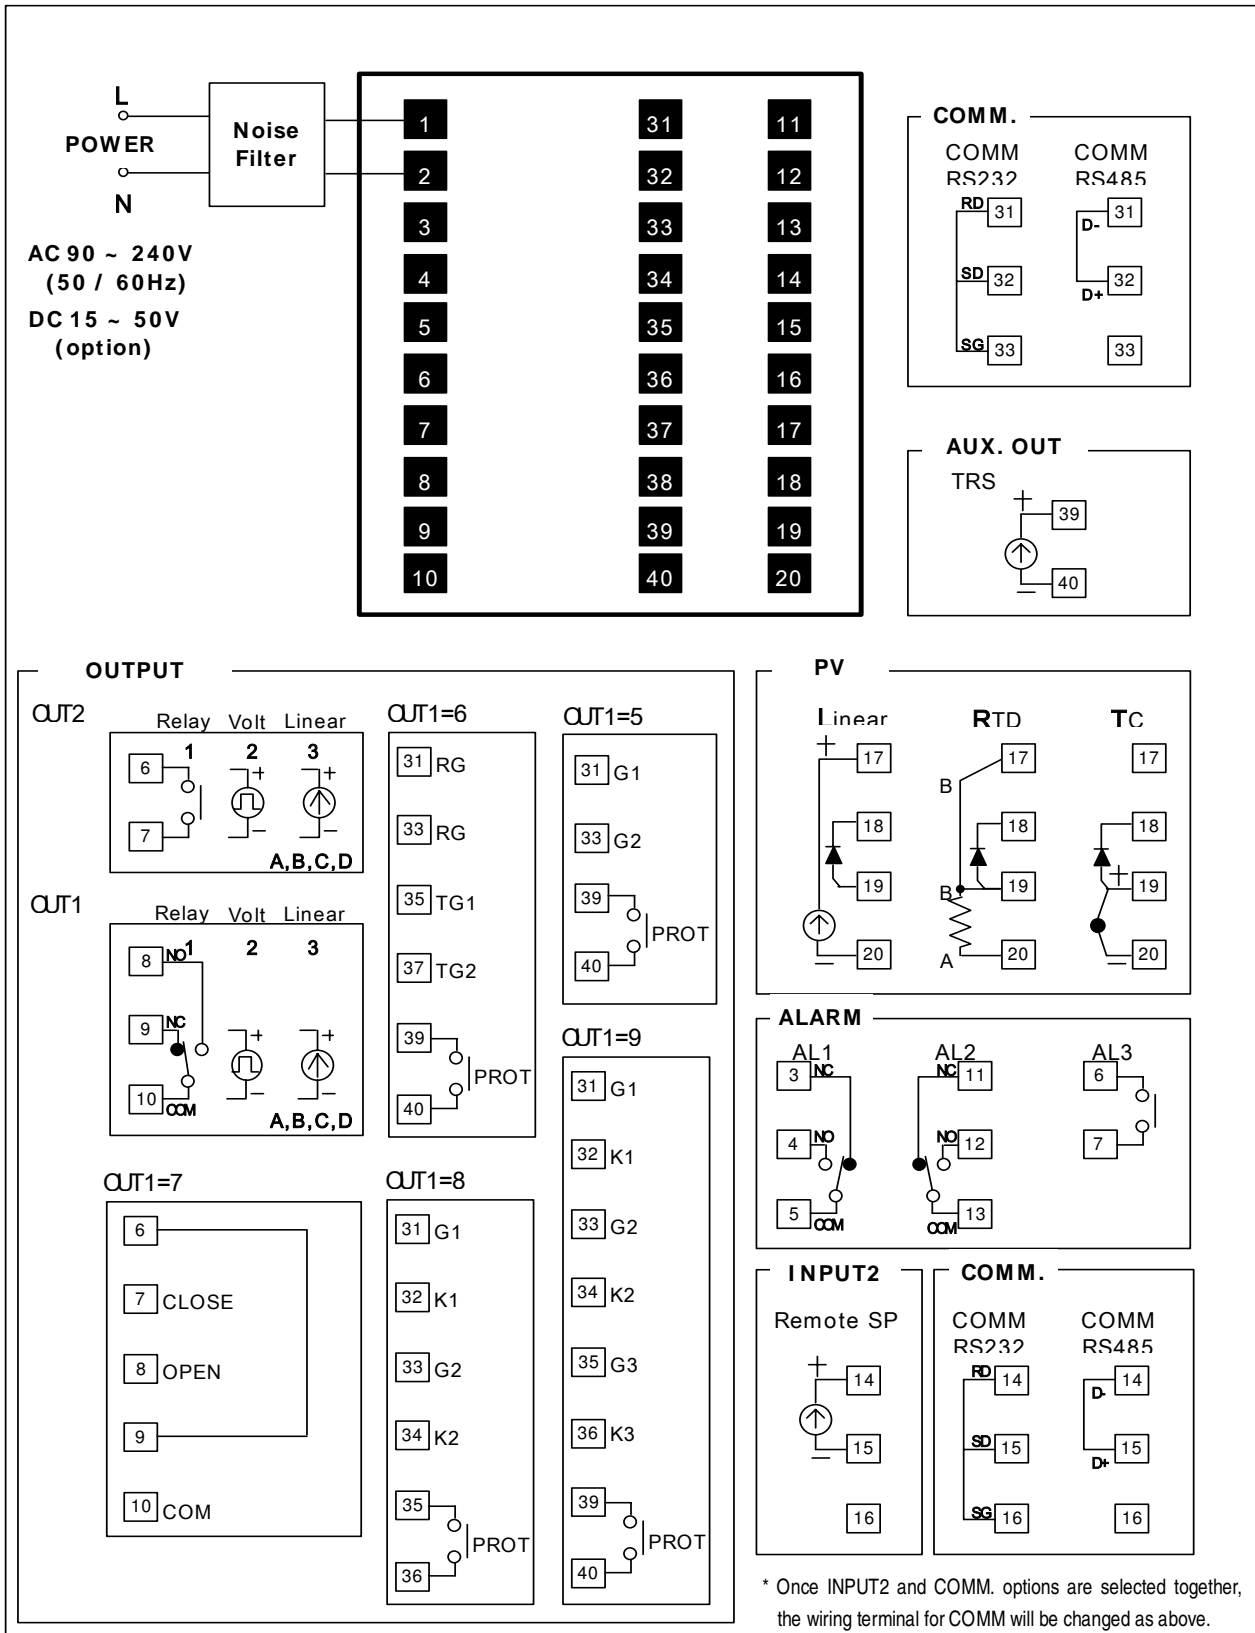 L
POWER
N
Noise
Filter
AC 90 ~ 240V
(50 / 60Hz)
DC 15 ~ 50V
(option)
1 31 11
2 32 12
3 33 13
4 34 14
5 35 15
6 36 16
7 37 17
8 38 18
9 39 19
10 40 20
COMM.
COMM COMM
RS232 RS485
RD 31 D- 31
SD 32 D+ 32
SG 33 33
AUX. OUT
TRS
+ 39
− 40
OUTPUT
OUT2
Relay Volt Linear
1 2 3
6 + +
7 − −
A,B,C,D
OUT1
Relay Volt Linear
1 2 3
8 NO
9 NC + +
10 COM − −
A,B,C,D
OUT1=7
6
7 CLOSE
8 OPEN
9
10 COM
OUT1=6
31 RG
33 RG
35 TG1
37 TG2
39
PROT
40
OUT1=8
31 G1
32 K1
33 G2
34 K2
35
PROT
36
OUT1=5
31 G1
33 G2
39
PROT
40
OUT1=9
31 G1
32 K1
33 G2
34 K2
35 G3
36 K3
39
PROT
40
PV
Linear RTD TC
+ 17 B 17 17
18 18 18
19 B 19 + 19
− 20 A 20 − 20
ALARM
AL1 AL2 AL3
3 NC NC 11 6
4 NO NO 12 7
5 COM COM 13
INPUT2
Remote SP
+ 14
− 15
16
COMM.
COMM COMM
RS232 RS485
RD 14 D- 14
SD 15 D+ 15
SG 16 16
* Once INPUT2 and COMM. options are selected together,
the wiring terminal for COMM will be changed as above.